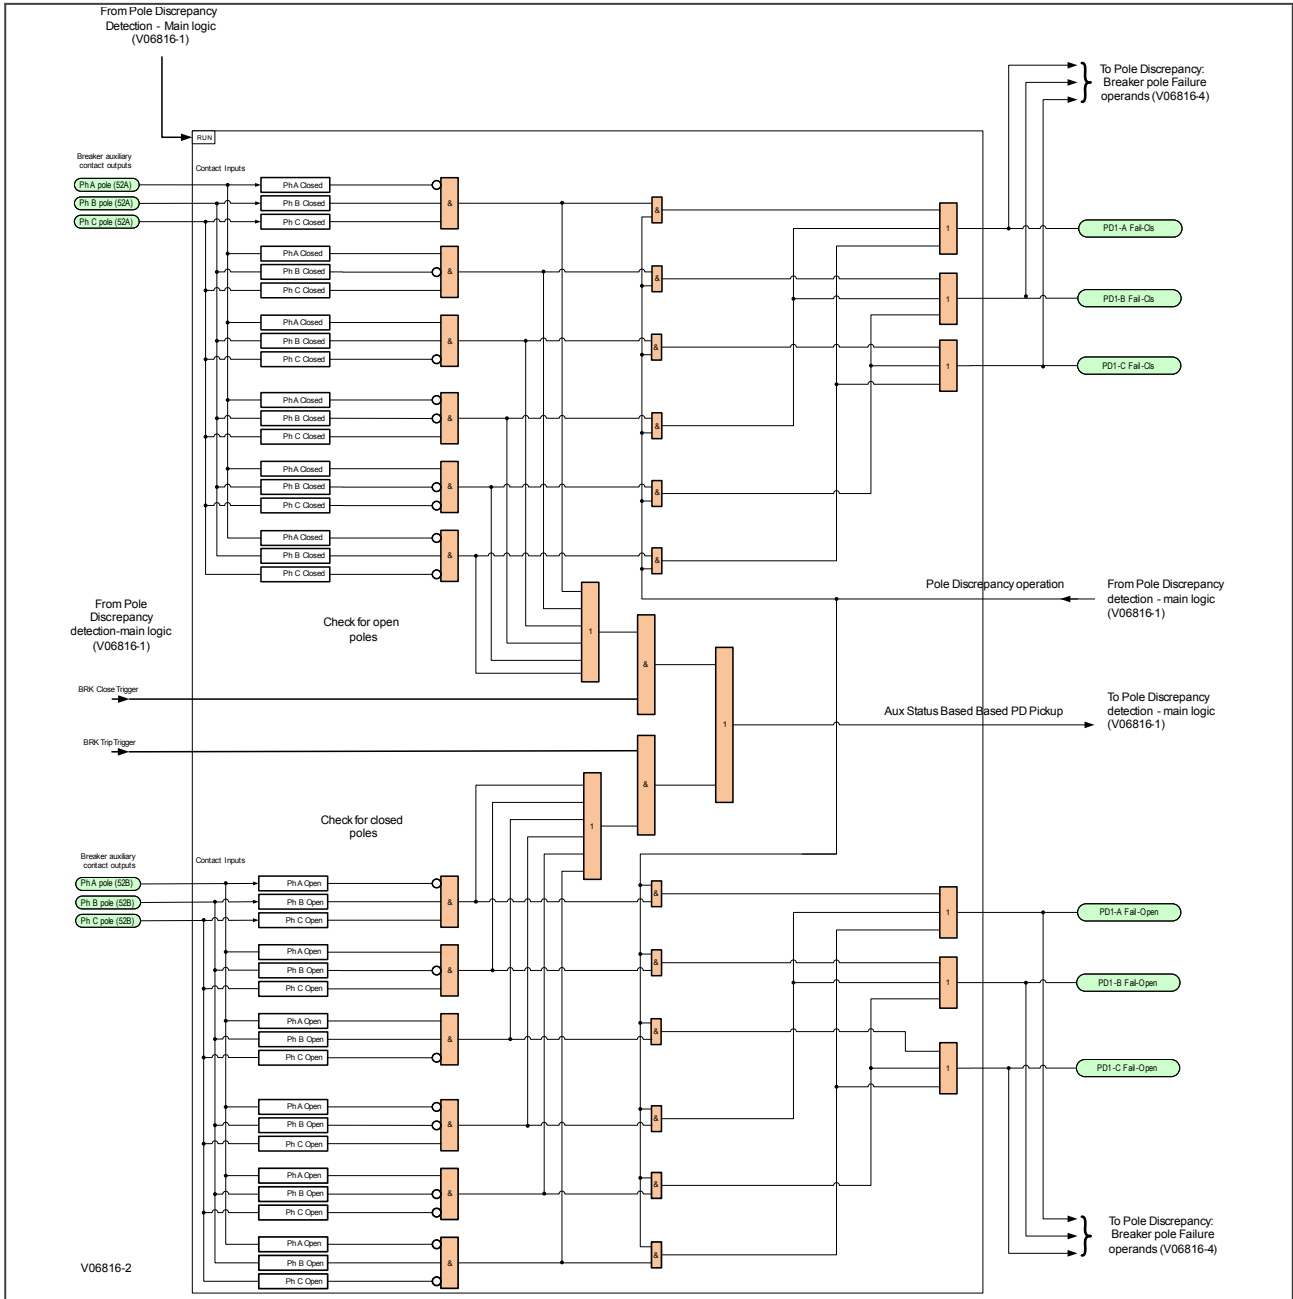 From Pole Discrepancy
Detection - Main logic
(V06816-1)
To Pole Discrepancy:
Breaker pole Failure
operands (V06816-4)
RUN
Breaker auxiliary
contact outputs
Contact Inputs
Ph A pole (52A)
Ph B pole (52A)
Ph C pole (52A)
Ph A Closed
Ph B Closed
Ph C Closed
&
&
1
PD1-A Fail-Cls
Ph A Closed
Ph B Closed
Ph C Closed
&
&
1
PD1-B Fail-Cls
Ph A Closed
Ph B Closed
Ph C Closed
&
&
1
PD1-C Fail-Cls
Ph A Closed
Ph B Closed
Ph C Closed
&
&
Ph A Closed
Ph B Closed
Ph C Closed
&
&
Ph A Closed
Ph B Closed
Ph C Closed
&
&
Pole Discrepancy operation
From Pole Discrepancy
detection - main logic
(V06816-1)
From Pole
Discrepancy
detection-main logic
(V06816-1)
Check for open
poles
1
&
BRK Close Trigger
1
Aux Status Based Based PD Pickup
To Pole Discrepancy
detection - main logic
(V06816-1)
BRK Trip Trigger
&
Check for closed
poles
1
Breaker auxiliary
contact outputs
Contact Inputs
Ph A pole (52B)
Ph B pole (52B)
Ph C pole (52B)
Ph A Open
Ph B Open
Ph C Open
&
&
1
PD1-A Fail-Open
Ph A Open
Ph B Open
Ph C Open
&
&
1
PD1-B Fail-Open
Ph A Open
Ph B Open
Ph C Open
&
&
1
PD1-C Fail-Open
Ph A Open
Ph B Open
Ph C Open
&
&
Ph A Open
Ph B Open
Ph C Open
&
&
Ph A Open
Ph B Open
Ph C Open
&
&
To Pole Discrepancy:
Breaker pole Failure
operands (V06816-4)
V06816-2